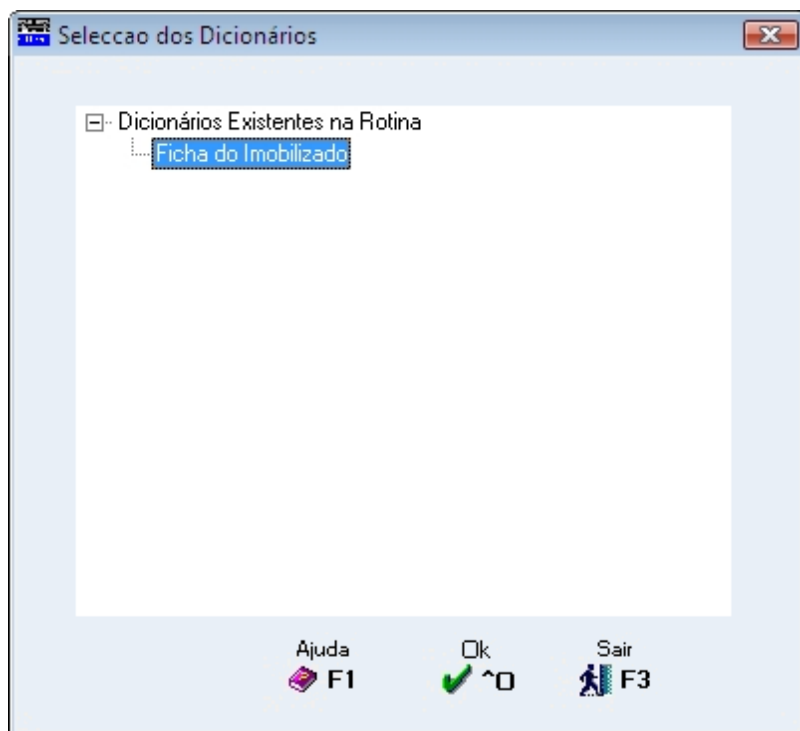 Seleccao dos Dicionários
Dicionários Existentes na Rotina
Ficha do Imobilizado
Ajuda Ok Sair
F1 ^O F3